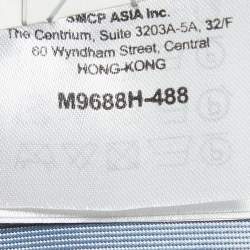 SMCP ASIA Inc.
The Centrium, Suite 3203A-5A, 32/F
60 Wyndham Street, Central
HONG-KONG
M9688H-488